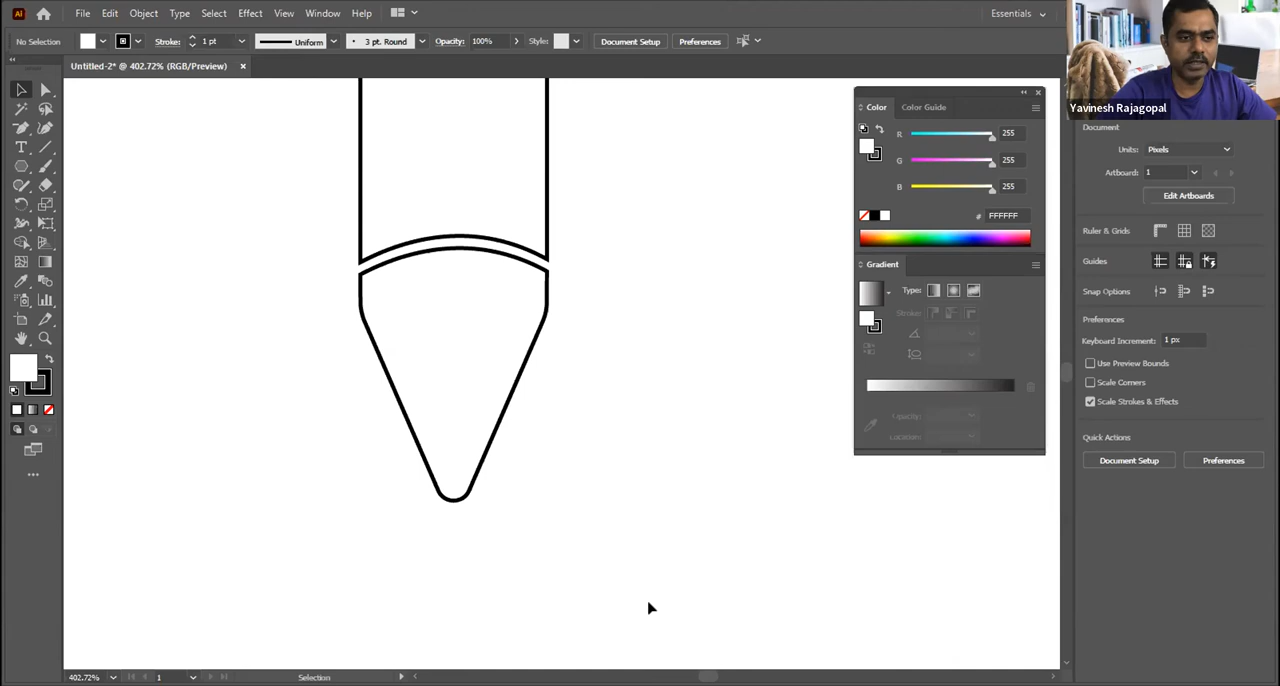 Ai File Edit Object Type Select Effect View Window Help Essentials
No Selection Stroke: 1 pt Uniform • 3 pt. Round Opacity: 100% Style: Document Setup Preferences
Untitled-2* @ 402.72% (RGB/Preview) ×
Yavinesh Rajagopal
Color Color Guide
R 255
G 255
B 255
# FFFFFF
Gradient
Type:
Stroke:
Opacity:
Location:
Document
Units: Pixels
Artboard: 1
Edit Artboards
Ruler & Grids
Guides
Snap Options
Preferences
Keyboard Increment: 1 px
Use Preview Bounds
Scale Corners
Scale Strokes & Effects
Quick Actions
Document Setup Preferences
402.72% 1 Selection